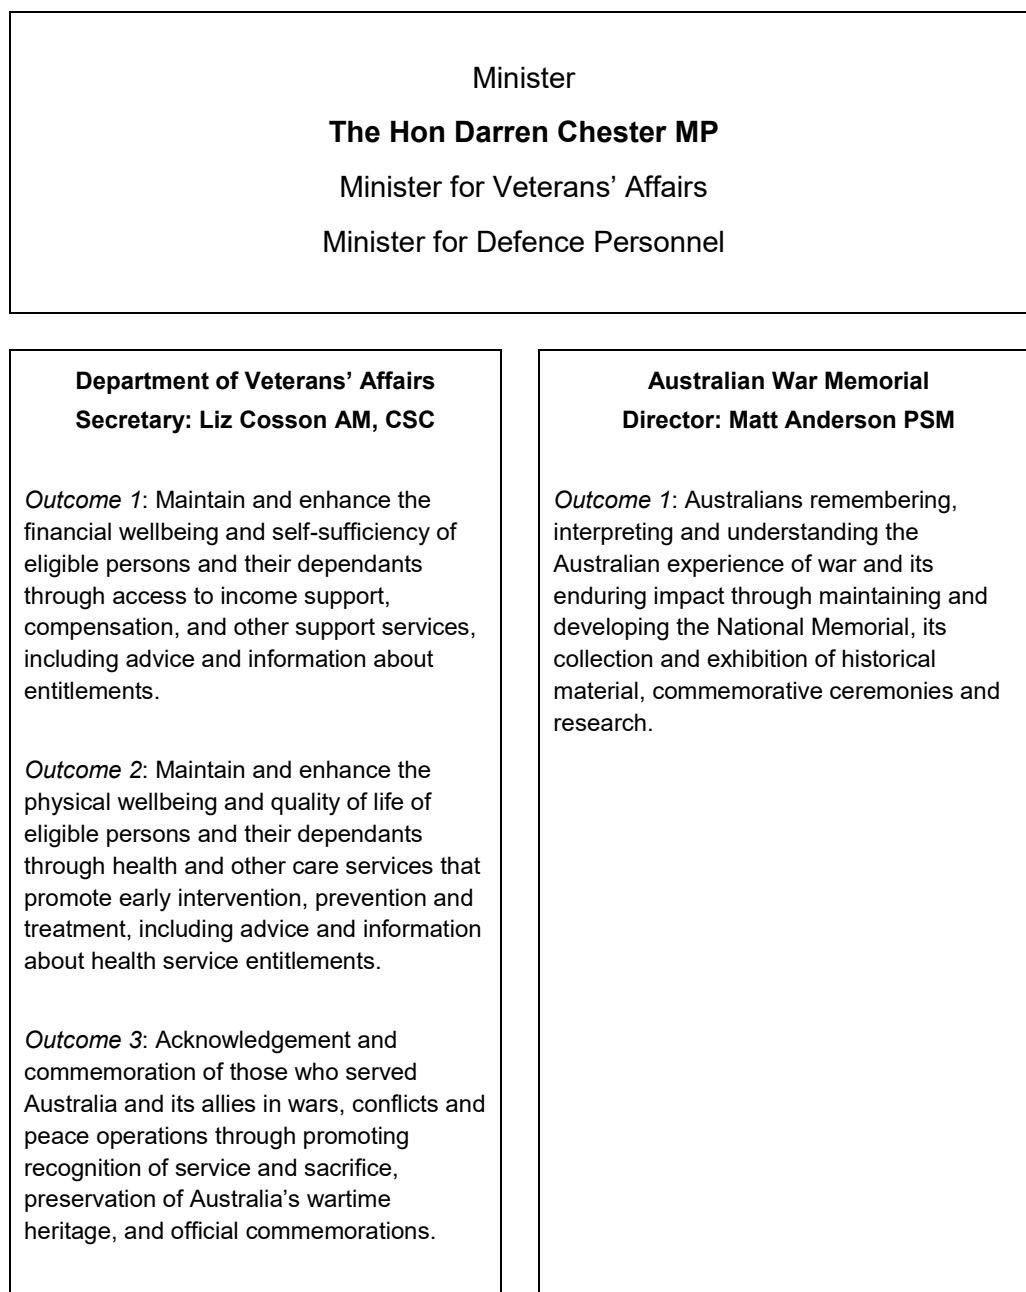 Minister
The Hon Darren Chester MP
Minister for Veterans’ Affairs
Minister for Defence Personnel
Department of Veterans’ Affairs
Secretary: Liz Cosson AM, CSC
Outcome 1: Maintain and enhance the
financial wellbeing and self-sufficiency of
eligible persons and their dependants
through access to income support,
compensation, and other support services,
including advice and information about
entitlements.
Outcome 2: Maintain and enhance the
physical wellbeing and quality of life of
eligible persons and their dependants
through health and other care services that
promote early intervention, prevention and
treatment, including advice and information
about health service entitlements.
Outcome 3: Acknowledgement and
commemoration of those who served
Australia and its allies in wars, conflicts and
peace operations through promoting
recognition of service and sacrifice,
preservation of Australia’s wartime
heritage, and official commemorations.
Australian War Memorial
Director: Matt Anderson PSM
Outcome 1: Australians remembering,
interpreting and understanding the
Australian experience of war and its
enduring impact through maintaining and
developing the National Memorial, its
collection and exhibition of historical
material, commemorative ceremonies and
research.